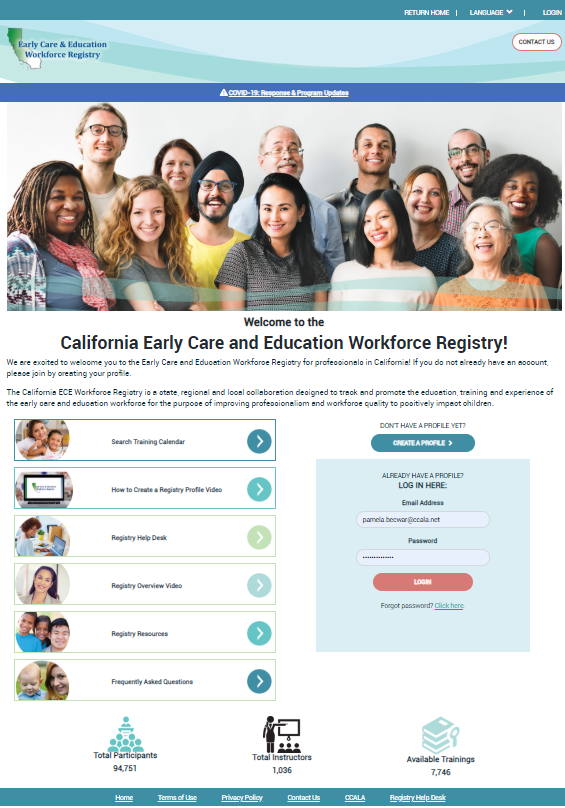 RETURN HOME | LANGUAGE | LOGIN
Early Care & Education
Workforce Registry
CONTACT US
COVID-19: Response & Program Updates
Welcome to the
California Early Care and Education Workforce Registry!
We are excited to welcome you to the Early Care and Education Workforce Registry for professionals in California! If you do not already have an account,
please join by creating your profile.
The California ECE Workforce Registry is a state, regional and local collaboration designed to track and promote the education, training and experience of
the early care and education workforce for the purpose of improving professionalism and workforce quality to positively impact children.
Search Training Calendar
How to Create a Registry Profile Video
Registry Help Desk
Registry Overview Video
Registry Resources
Frequently Asked Questions
DON'T HAVE A PROFILE YET?
CREATE A PROFILE
ALREADY HAVE A PROFILE?
LOG IN HERE:
Email Address
pamela.becwar@ccala.net
Password
••••••••••••••
LOGIN
Forgot password? Click here.
Total Participants
94,751
Total Instructors
1,036
Available Trainings
7,746
Home Terms of Use Privacy Policy Contact Us CCALA Registry Help Desk